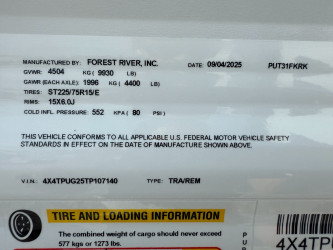 MANUFACTURED BY: FOREST RIVER, INC. DATE: 09/04/2025 PUT31FKRK
GVWR: 4504 KG ( 9930 LB)
GAWR: EACH AXLE: 1996 KG ( 4400 LB)
TIRES: ST225/75R15/E
RIMS: 15X6.0J
COLD INFL. PRESSURE: 552 KPA ( 80 PSI)
THIS VEHICLE CONFORMS TO ALL APPLICABLE U.S. FEDERAL MOTOR VEHICLE SAFETY
STANDARDS IN EFFECT ON THE DATE OF MANUFACTURE SHOWN ABOVE.
V.I.N: 4X4TPUG25TP107140 TYPE: TRA/REM
TIRE AND LOADING INFORMATION
The combined weight of cargo should never exceed
577 kgs or 1273 lbs.
P
U
R
4X4TP